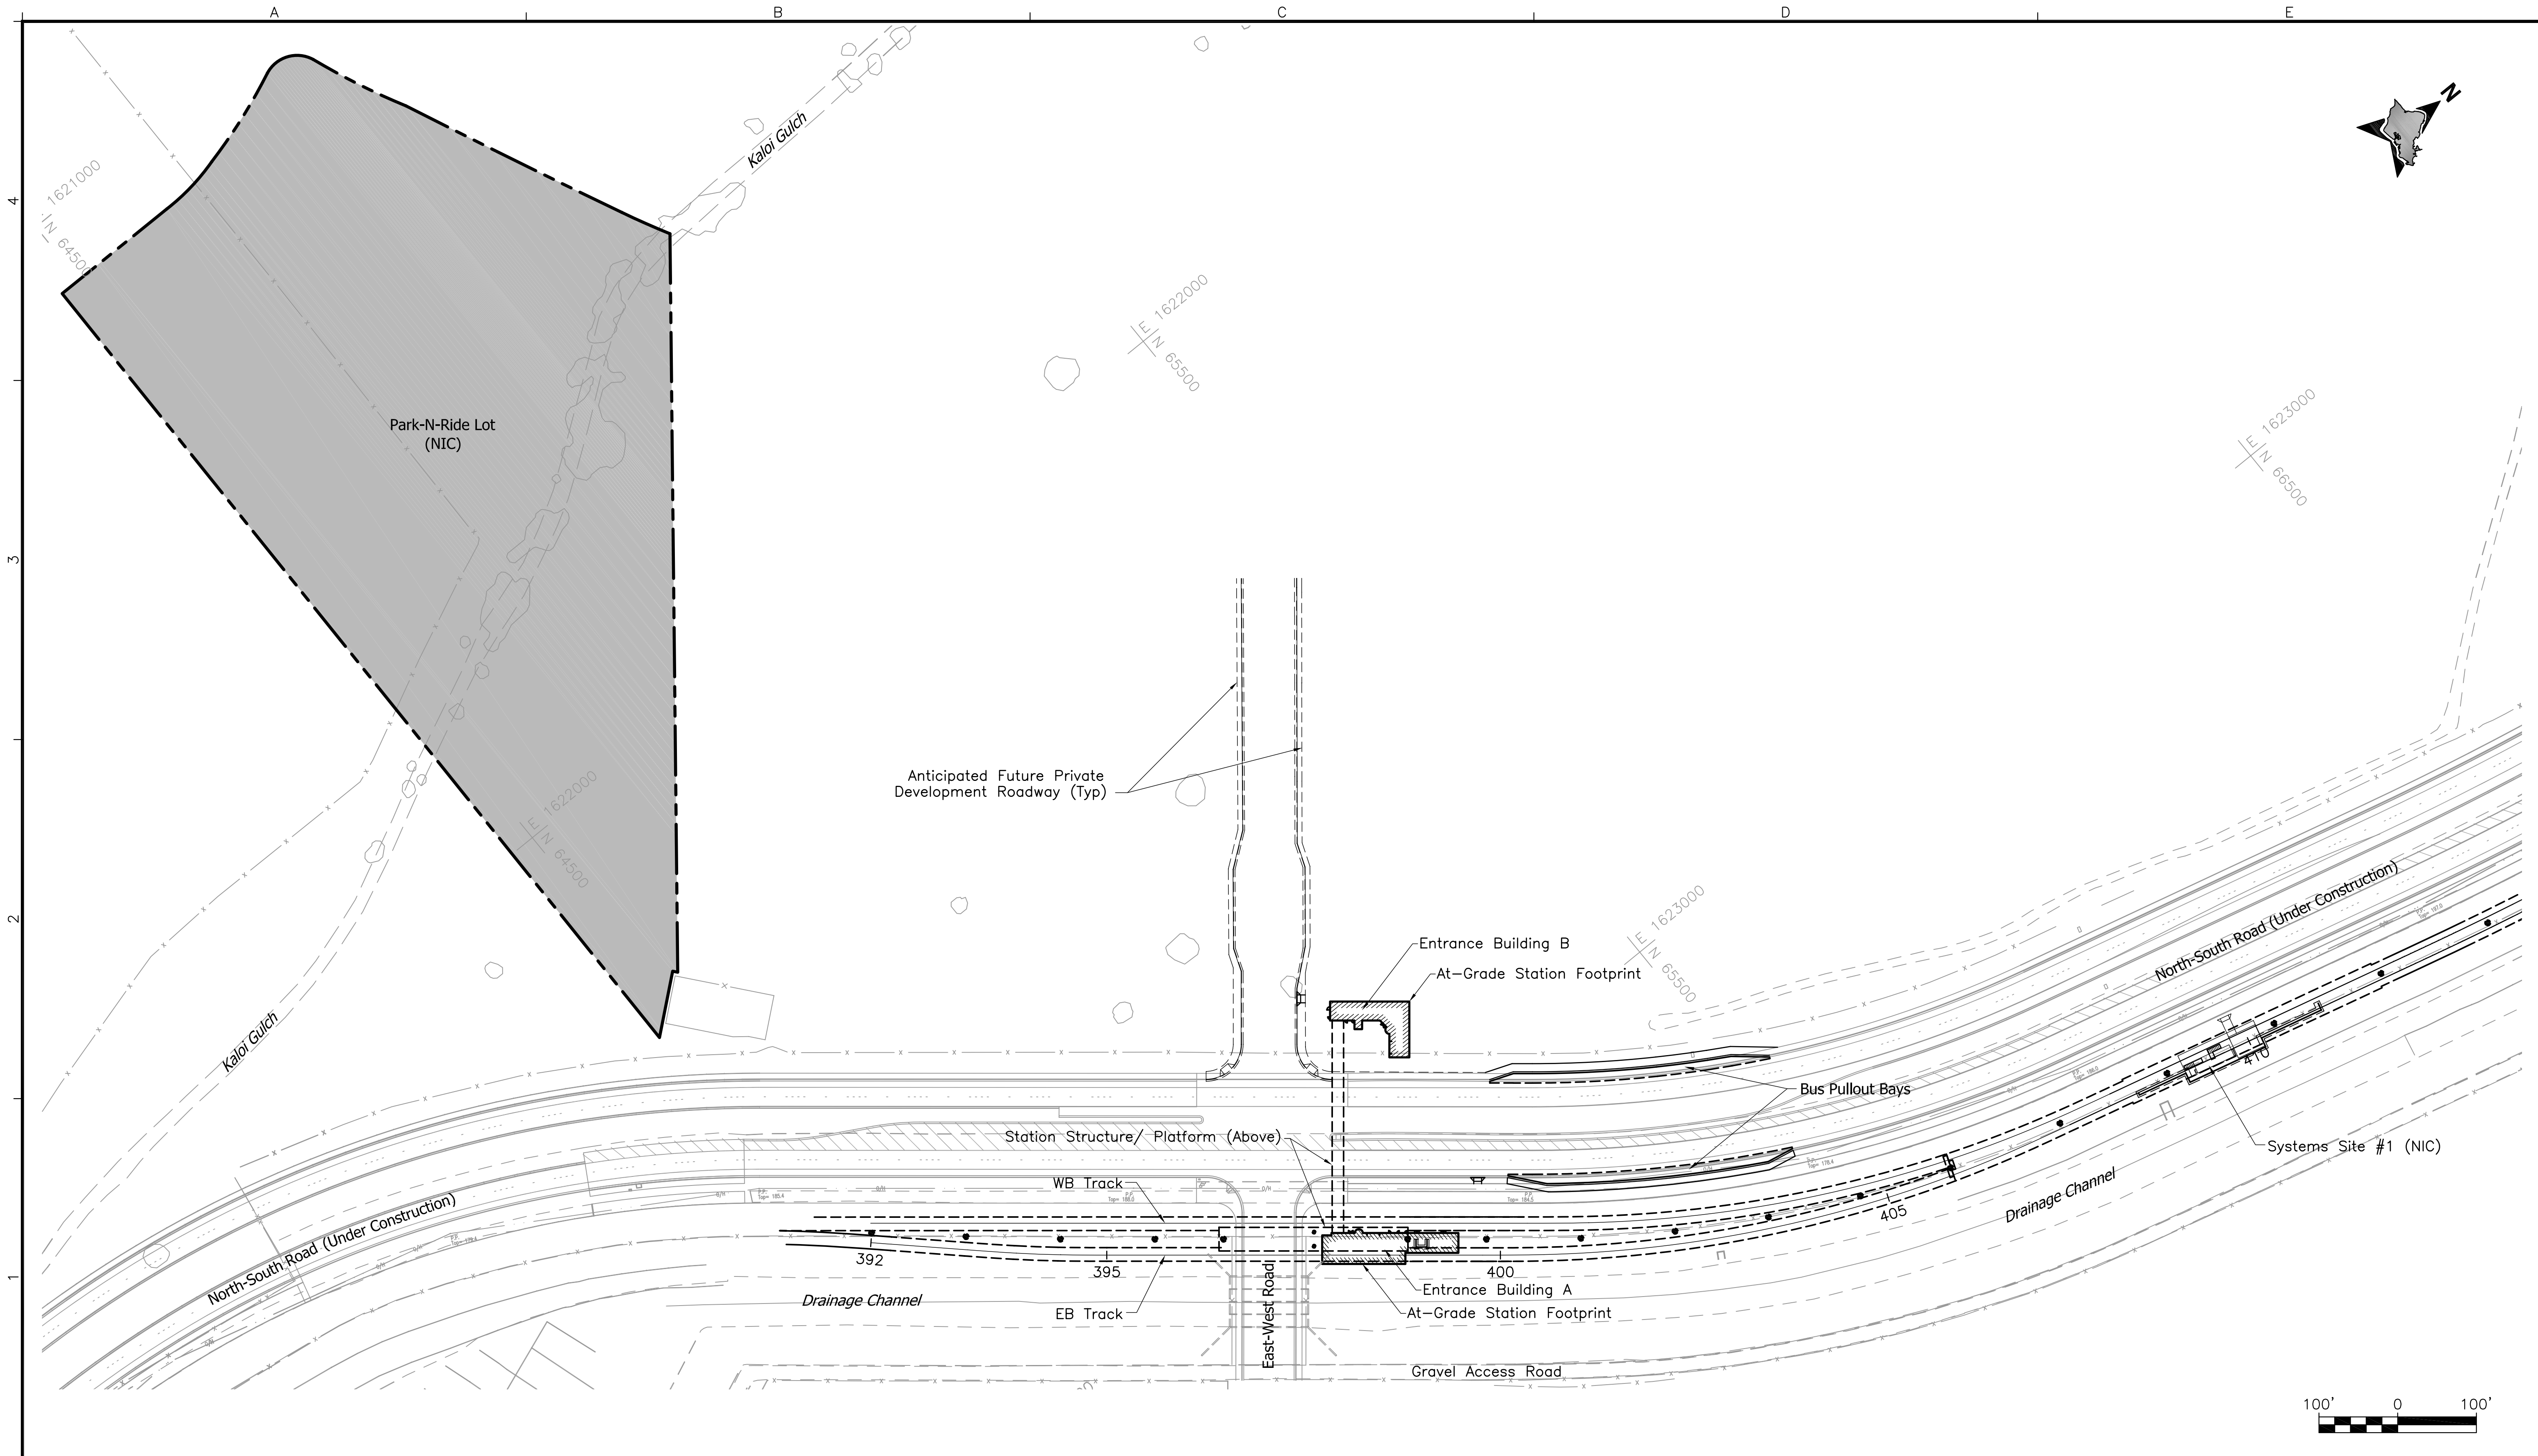 A
B
C
D
E
4
3
2
1
N
Kaloi Gulch
E 1621000
N 64500
E 1622000
N 65500
E 1623000
N 66500
Park-N-Ride Lot
(NIC)
Anticipated Future Private
Development Roadway (Typ)
E 1622000
N 64500
E 1623000
N 65500
Entrance Building B
At-Grade Station Footprint
North-South Road (Under Construction)
Kaloi Gulch
Bus Pullout Bays
Station Structure/ Platform (Above)
Systems Site #1 (NIC)
WB Track
North-South Road (Under Construction)
Drainage Channel
392
395
400
405
410
Entrance Building A
At-Grade Station Footprint
Drainage Channel
EB Track
East-West Road
Gravel Access Road
100'
0
100'